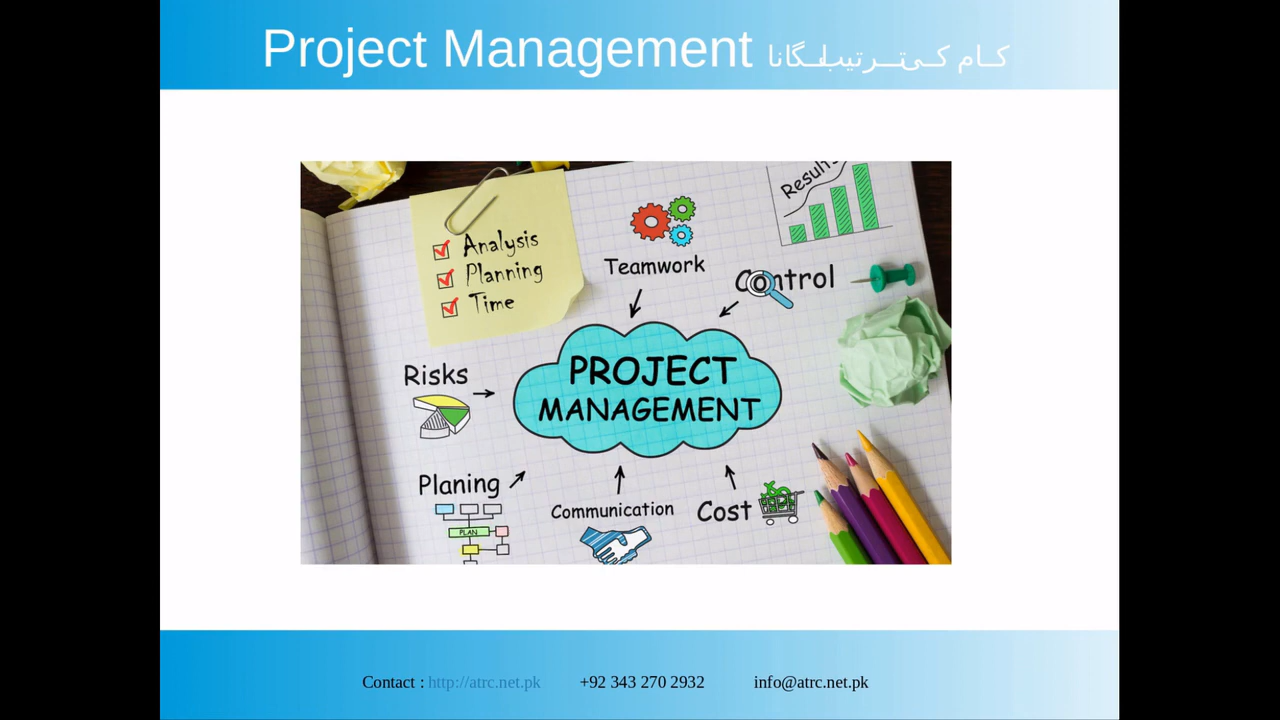 Project Management کام کی ترتیب لگانا
Results
Analysis
Planning
Time
Teamwork
Control
Risks
PROJECT
MANAGEMENT
Planing
PLAN
Communication
Cost
Contact : http://atrc.net.pk +92 343 270 2932 info@atrc.net.pk